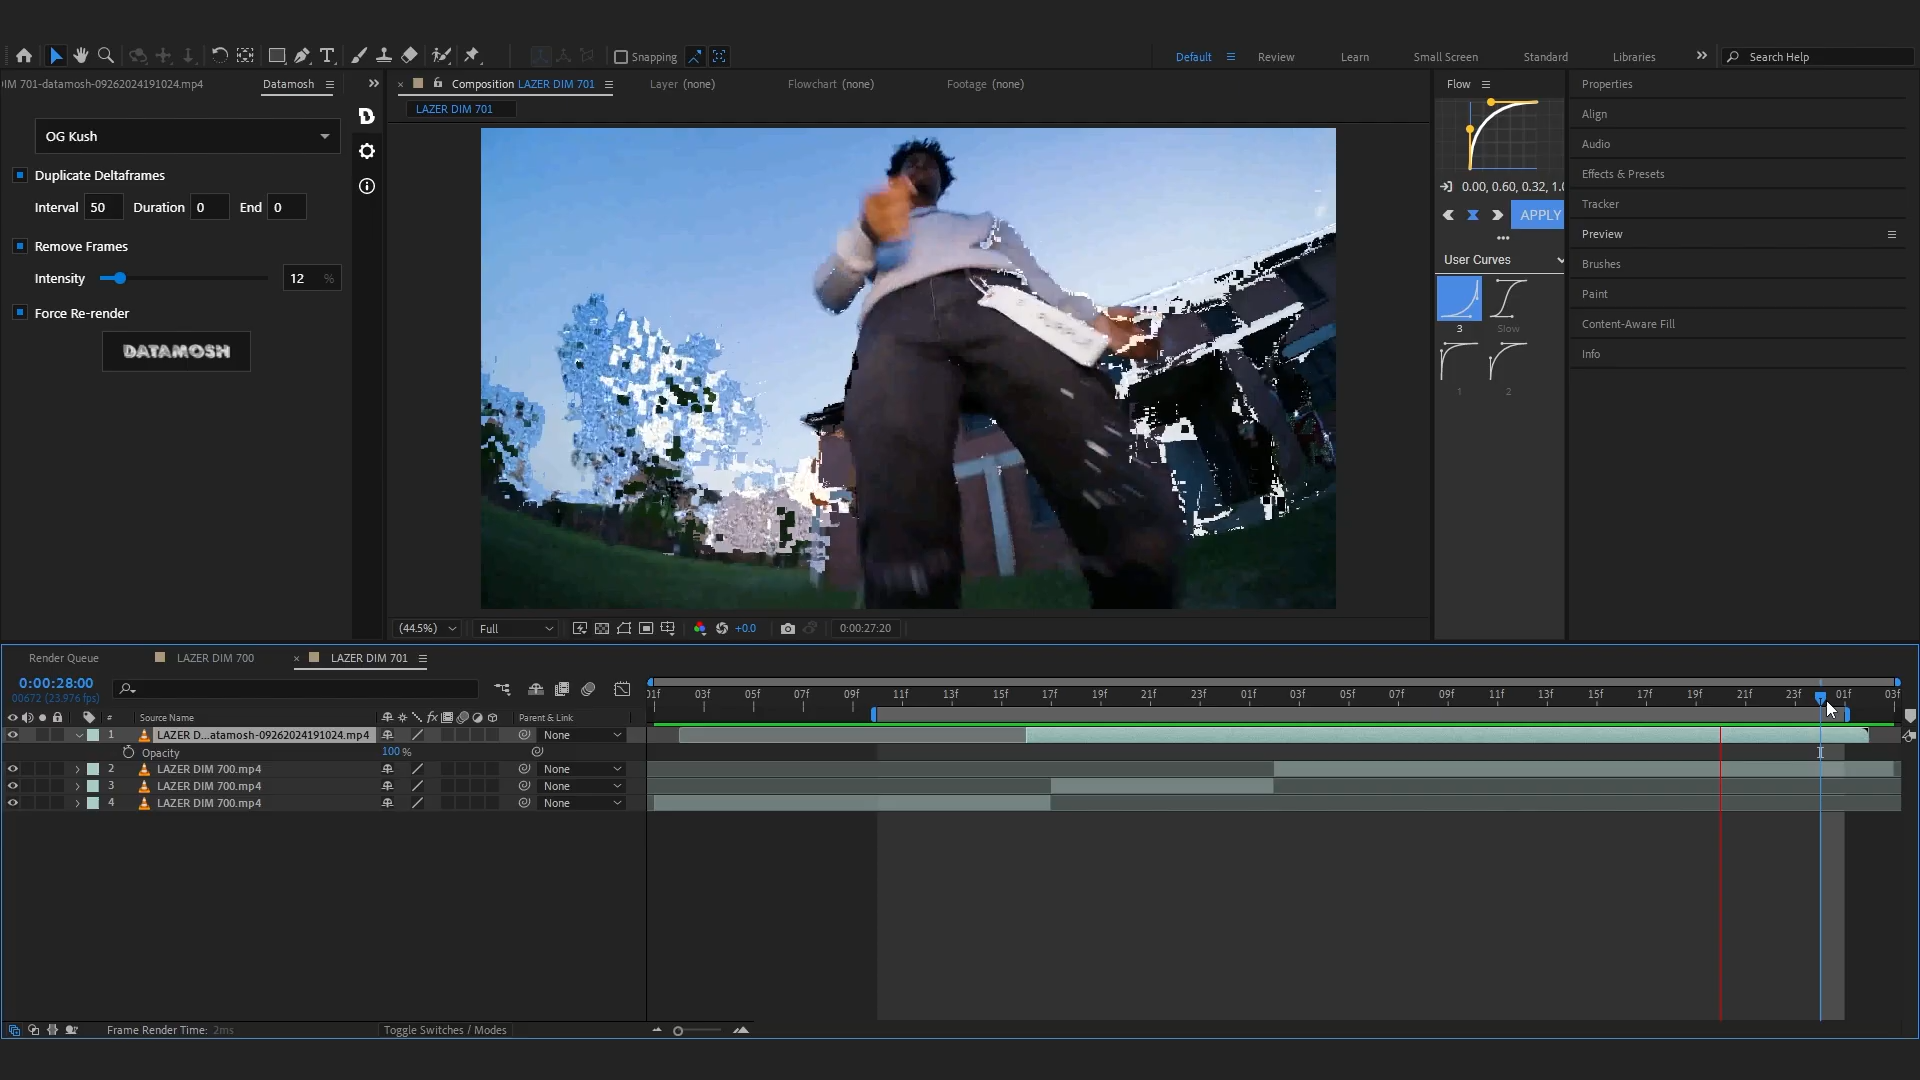 Snapping
Default
Review
Learn
Small Screen
Standard
Libraries
Search Help
IM 701-datamosh-09262024191024.mp4
Datamosh
Composition LAZER DIM 701
Layer (none)
Flowchart (none)
Footage (none)
Flow
Properties
LAZER DIM 701
Align
OG Kush
Audio
Duplicate Deltaframes
Effects & Presets
0.00, 0.60, 0.32, 1.0
Interval 50 Duration 0 End 0
Tracker
APPLY
Remove Frames
Preview
User Curves
Brushes
Intensity 12 %
Paint
Force Re-render
3 Slow
Content-Aware Fill
DATAMOSH
Info
1 2
(44.5%) Full +0.0 0:00:27:20
Render Queue LAZER DIM 700 × LAZER DIM 701
0:00:28:00
00672 (23.976 fps)
01f 03f 05f 07f 09f 11f 13f 15f 17f 19f 21f 23f 01f 03f 05f 07f 09f 11f 13f 15f 17f 19f 21f 23f 01f 03f
# Source Name fx Parent & Link
1 LAZER D...atamosh-09262024191024.mp4 None
Opacity 100 %
2 LAZER DIM 700.mp4 None
3 LAZER DIM 700.mp4 None
4 LAZER DIM 700.mp4 None
Frame Render Time: 2ms Toggle Switches / Modes